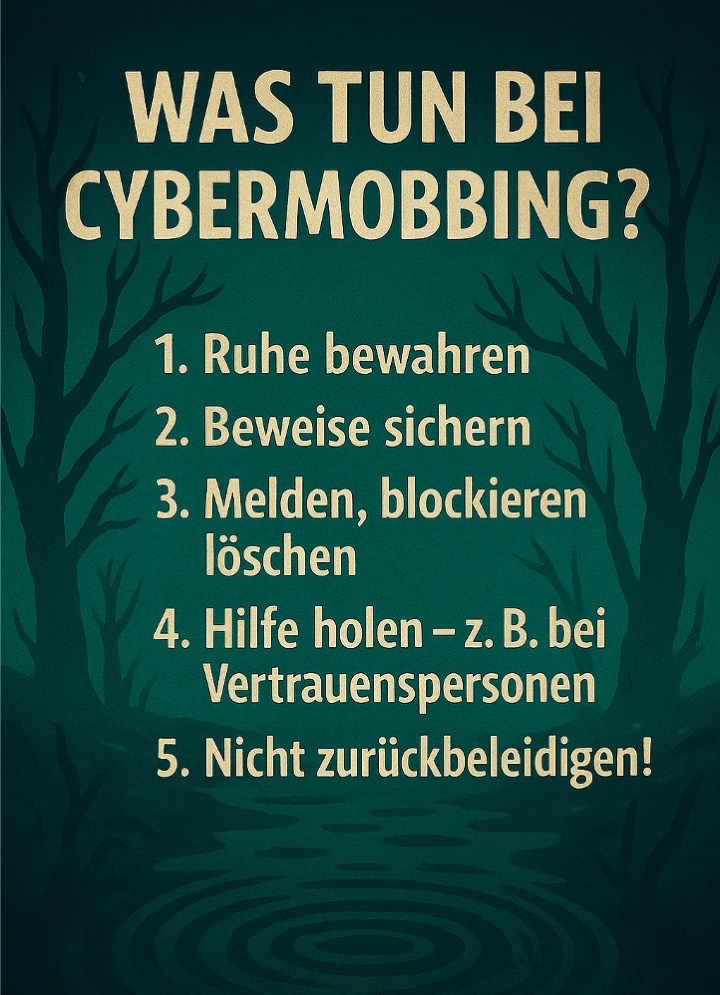 WAS TUN BEI
CYBERMOBBING?
1. Ruhe bewahren
2. Beweise sichern
3. Melden, blockieren
löschen
4. Hilfe holen – z. B. bei
Vertrauenspersonen
5. Nicht zurückbeleidigen!